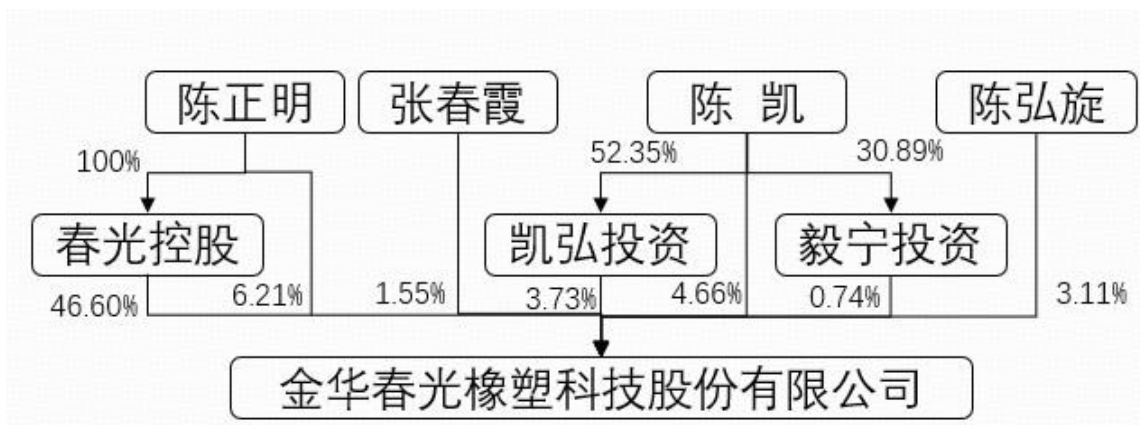 陈正明 张春霞 陈 凯 陈弘旋
100% 52.35% 30.89%
春光控股 凯弘投资 毅宁投资
46.60% 6.21% 1.55% 3.73% 4.66% 0.74% 3.11%
金华春光橡塑科技股份有限公司